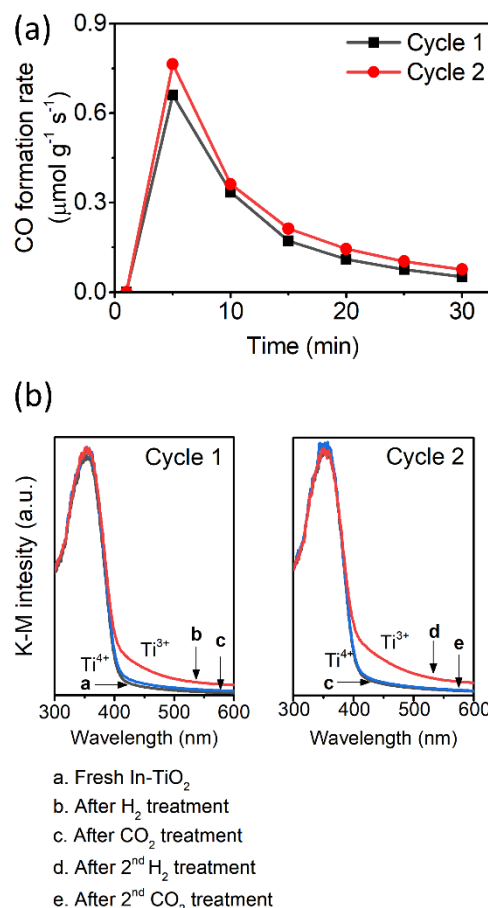 (a)
0.9
0.6
0.3
0.0
CO formation rate
(μmol g⁻¹ s⁻¹)
Cycle 1
Cycle 2
0 10 20 30
Time (min)
(b)
K-M intesity (a.u.)
Cycle 1
Ti⁴⁺
Ti³⁺
a
b
c
300 400 500 600
Wavelength (nm)
Cycle 2
Ti⁴⁺
Ti³⁺
c
d
e
300 400 500 600
Wavelength (nm)
a. Fresh In-TiO₂
b. After H₂ treatment
c. After CO₂ treatment
d. After 2ⁿᵈ H₂ treatment
e. After 2ⁿᵈ CO₂ treatment